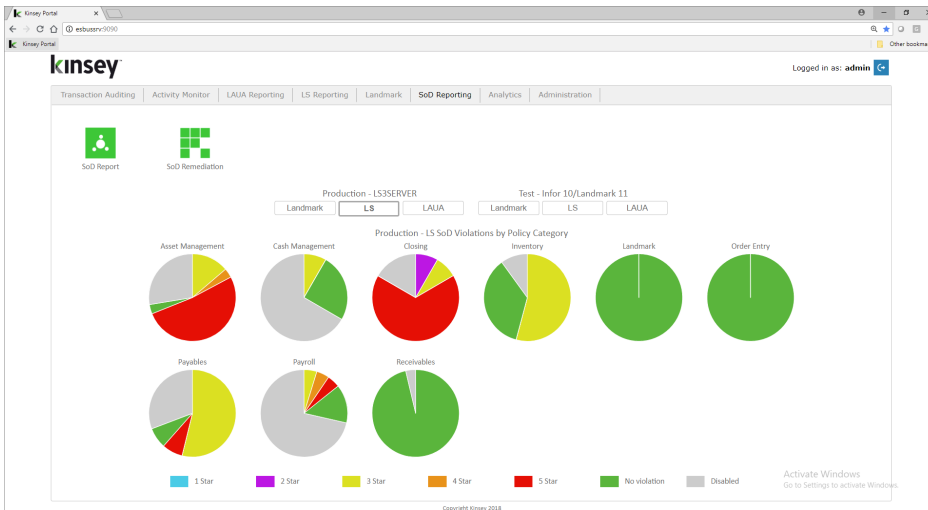 Kinsey Portal
esbussrv:9090
Kinsey Portal
Other bookma
kinsey
Logged in as: admin
Transaction Auditing Activity Monitor LAUA Reporting LS Reporting Landmark SoD Reporting Analytics Administration
SoD Report SoD Remediation
Production - LS3SERVER Test - Infor 10/Landmark 11
Landmark LS LAUA Landmark LS LAUA
Production - LS SoD Violations by Policy Category
Asset Management Cash Management Closing Inventory Landmark Order Entry
Payables Payroll Receivables
1 Star 2 Star 3 Star 4 Star 5 Star No violation Disabled
Activate Windows
Go to Settings to activate Windows.
Copyright Kinsey 2018